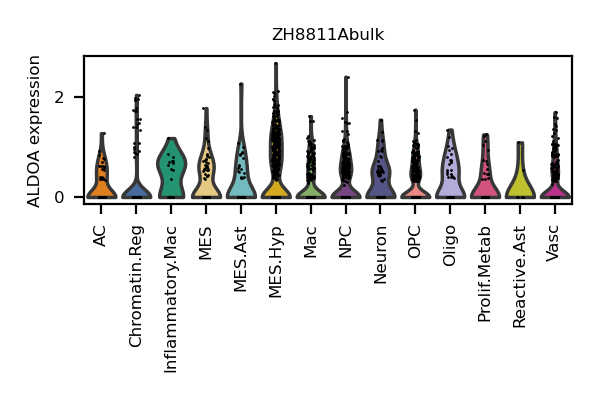 ZH8811Abulk
ALDOA expression
2
0
AC
Chromatin.Reg
Inflammatory.Mac
MES
MES.Ast
MES.Hyp
Mac
NPC
Neuron
OPC
Oligo
Prolif.Metab
Reactive.Ast
Vasc